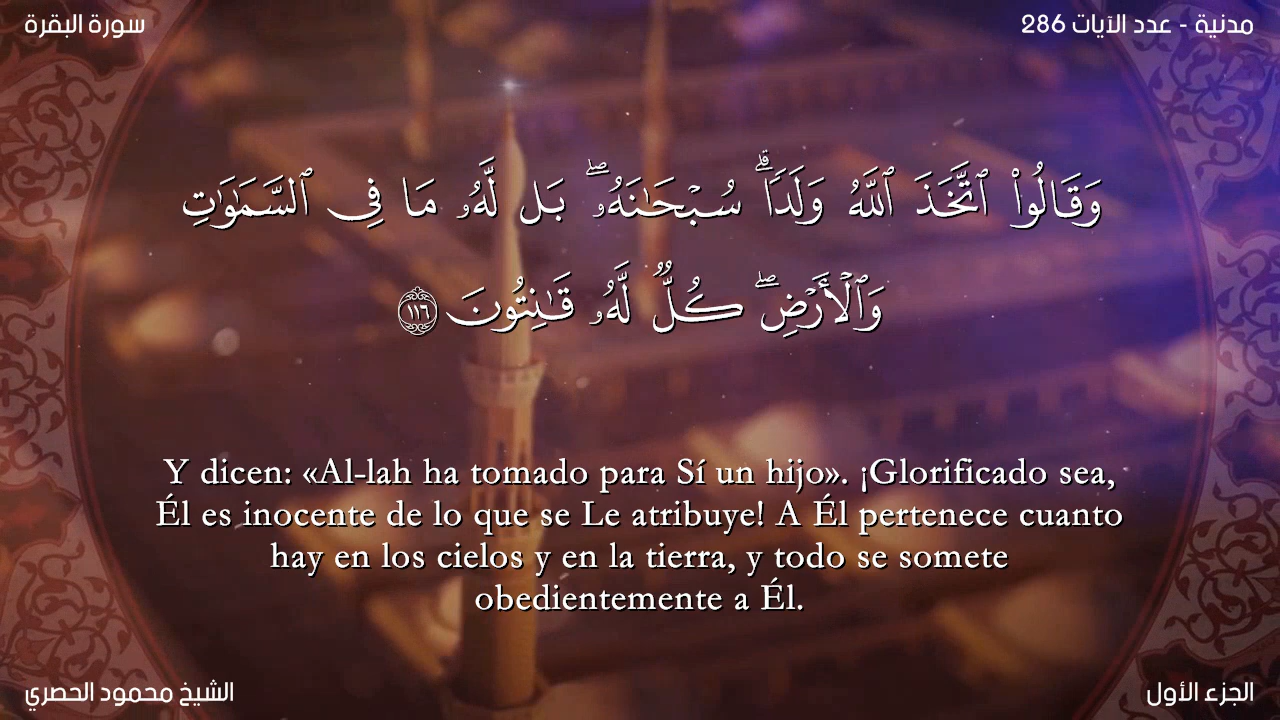 سورة البقرة
مدنية - عدد الآيات 286
وَقَالُوا۟ ٱتَّخَذَ ٱللَّهُ وَلَدًۭا ۗ سُبْحَـٰنَهُۥ ۖ بَل لَّهُۥ مَا فِى ٱلسَّمَـٰوَٰتِ
وَٱلْأَرْضِ ۖ كُلٌّۭ لَّهُۥ قَـٰنِتُونَ ١١٦
Y dicen: «Al-lah ha tomado para Sí un hijo». ¡Glorificado sea,
Él es inocente de lo que se Le atribuye! A Él pertenece cuanto
hay en los cielos y en la tierra, y todo se somete
obedientemente a Él.
الشيخ محمود الحصري
الجزء الأول